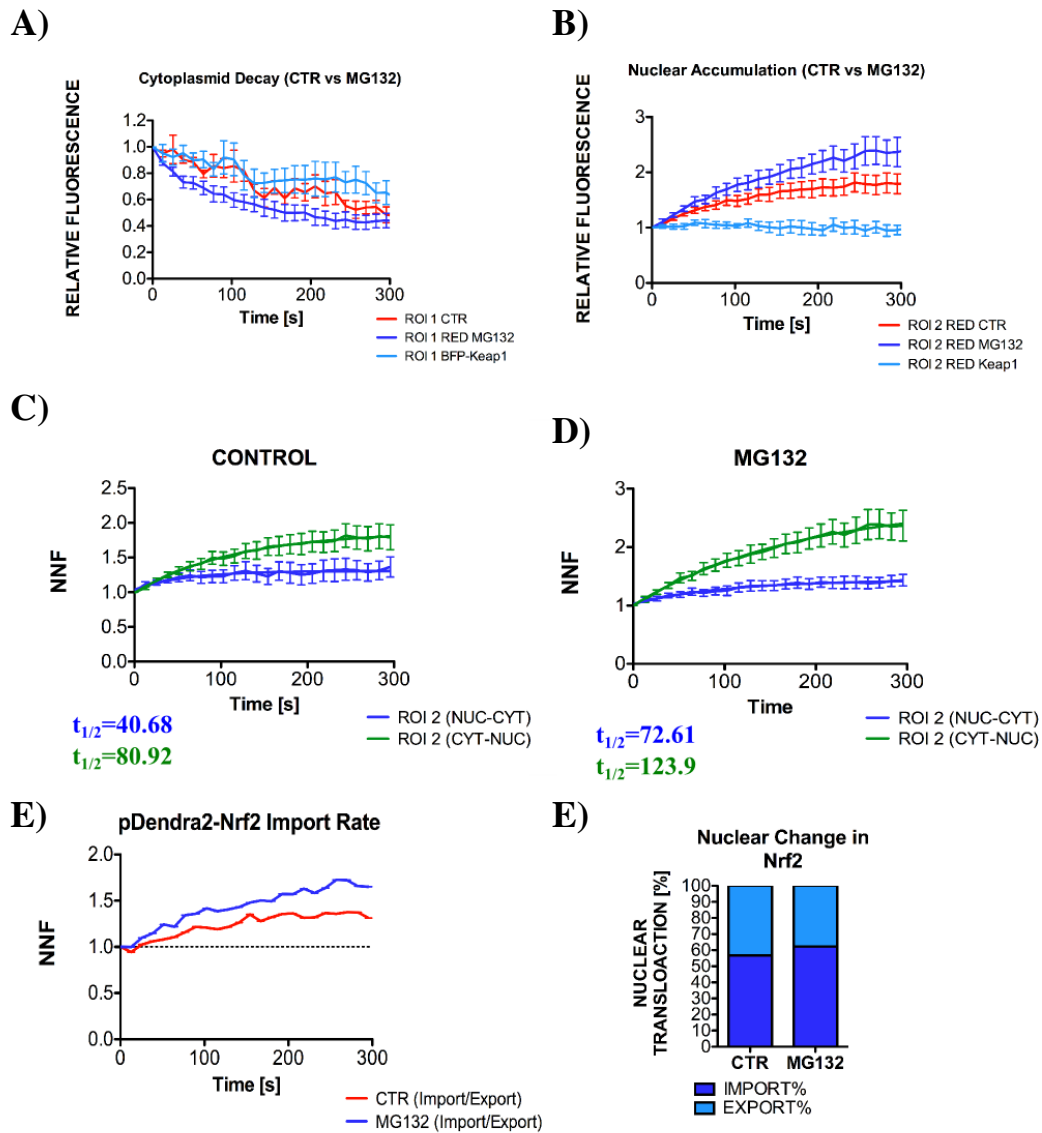 A)
Cytoplasmid Decay (CTR vs MG132)
RELATIVE FLUORESCENCE
1.2
1.0
0.8
0.6
0.4
0.2
0.0
0
100
200
300
Time [s]
ROI 1 CTR
ROI 1 RED MG132
ROI 1 BFP-Keap1
B)
Nuclear Accumulation (CTR vs MG132)
RELATIVE FLUORESCENCE
3
2
1
0
0
100
200
300
Time [s]
ROI 2 RED CTR
ROI 2 RED MG132
ROI 2 RED Keap1
C)
CONTROL
NNF
2.5
2.0
1.5
1.0
0.5
0.0
0
100
200
300
Time [s]
t1/2=40.68
t1/2=80.92
ROI 2 (NUC-CYT)
ROI 2 (CYT-NUC)
D)
MG132
NNF
3
2
1
0
0
100
200
300
Time
t1/2=72.61
t1/2=123.9
ROI 2 (NUC-CYT)
ROI 2 (CYT-NUC)
E)
pDendra2-Nrf2 Import Rate
NNF
2.0
1.5
1.0
0.5
0.0
0
100
200
300
Time [s]
CTR (Import/Export)
MG132 (Import/Export)
E)
Nuclear Change in
Nrf2
NUCLEAR
TRANSLOACTION [%]
100
90
80
70
60
50
40
30
20
10
0
CTR
MG132
IMPORT%
EXPORT%